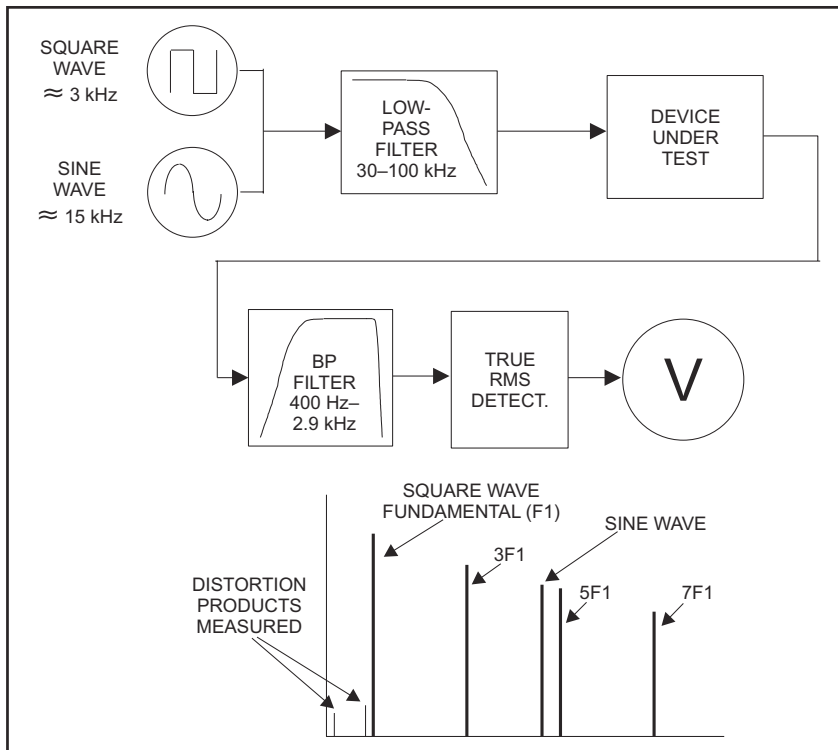 SQUARE
WAVE
≈ 3 kHz
SINE
WAVE
≈ 15 kHz
LOW-
PASS
FILTER
30–100 kHz
DEVICE
UNDER
TEST
BP
FILTER
400 Hz–
2.9 kHz
TRUE
RMS
DETECT.
V
SQUARE WAVE
FUNDAMENTAL (F1)
SINE WAVE
3F1
5F1
7F1
DISTORTION
PRODUCTS
MEASURED